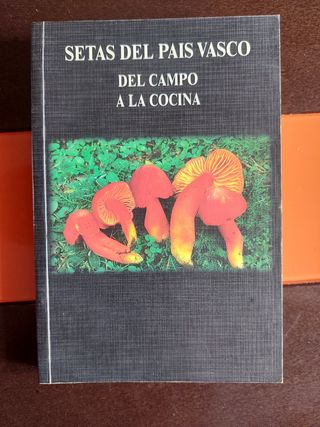 SETAS DEL PAIS VASCO
DEL CAMPO
A LA COCINA